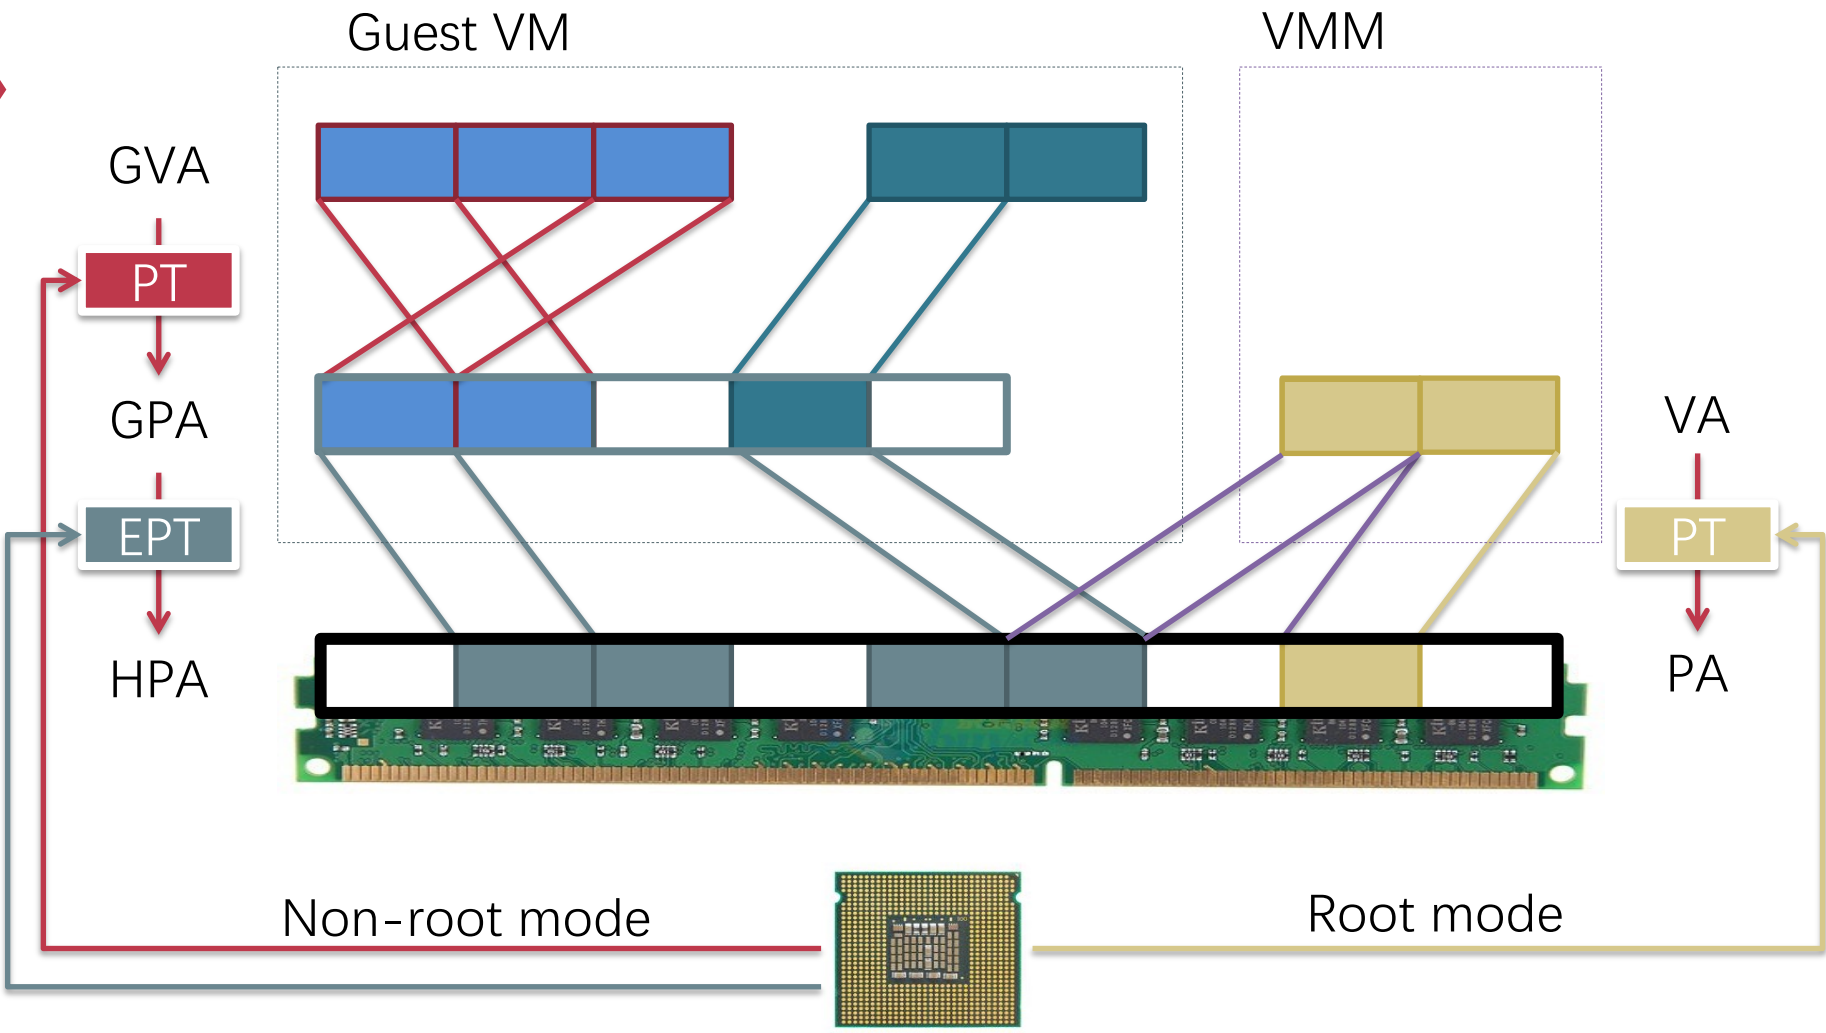 Guest VM
VMM
GVA
PT
GPA
VA
EPT
PT
HPA
PA
Non-root mode
Root mode